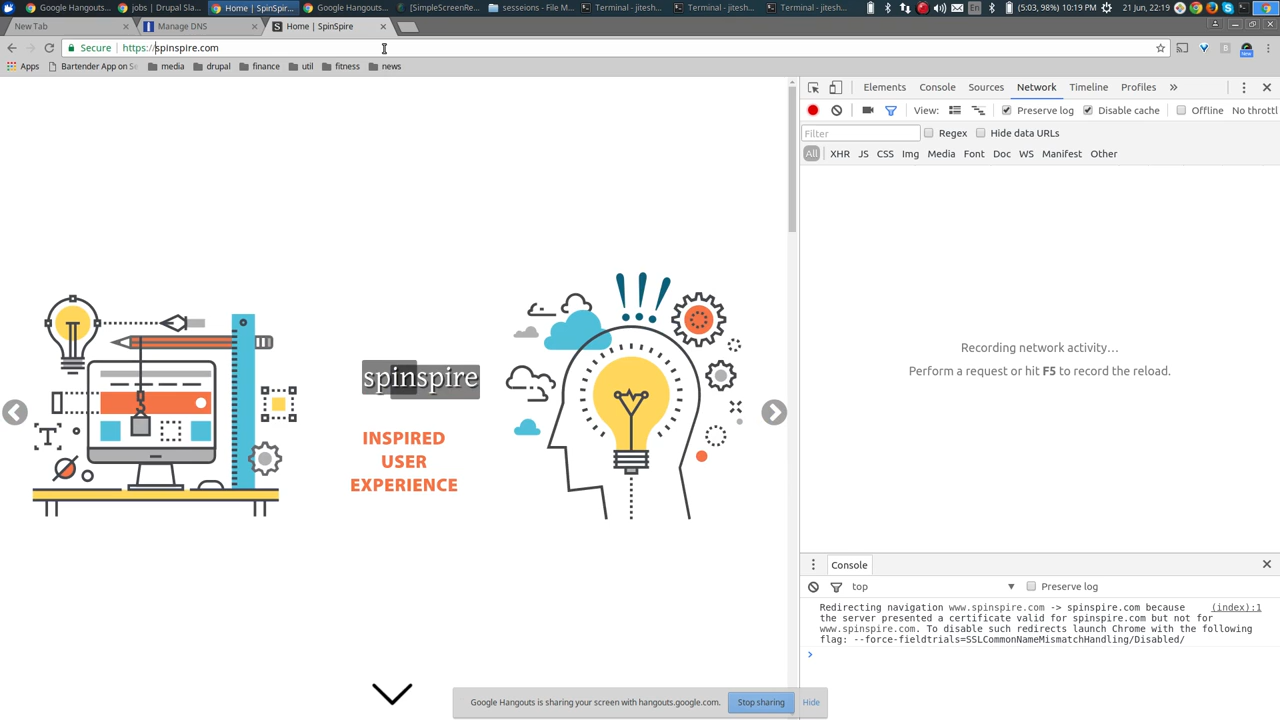 Google Hangouts
jobs | Drupal Sla...
Home | SpinSpir...
Google Hangouts...
[SimpleScreenRe...
sesseions - File M...
Terminal - jitesh...
Terminal - jitesh...
Terminal - jitesh...
En
(5:03, 98%) 10:19 PM
21 Jun, 22:19
New Tab
Manage DNS
Home | SpinSpire
Secure
https://spinspire.com
Apps
Bartender App on Se
media
drupal
finance
util
fitness
news
Elements
Console
Sources
Network
Timeline
Profiles
»
View:
Preserve log
Disable cache
Offline
No throttl
Filter
Regex
Hide data URLs
All
XHR
JS
CSS
Img
Media
Font
Doc
WS
Manifest
Other
Recording network activity…
Perform a request or hit F5 to record the reload.
T
spinspire
INSPIRED
USER
EXPERIENCE
Console
top
Preserve log
Redirecting navigation www.spinspire.com -> spinspire.com because
(index):1
the server presented a certificate valid for spinspire.com but not for
www.spinspire.com. To disable such redirects launch Chrome with the following
flag: --force-fieldtrials=SSLCommonNameMismatchHandling/Disabled/
Google Hangouts is sharing your screen with hangouts.google.com.
Stop sharing
Hide